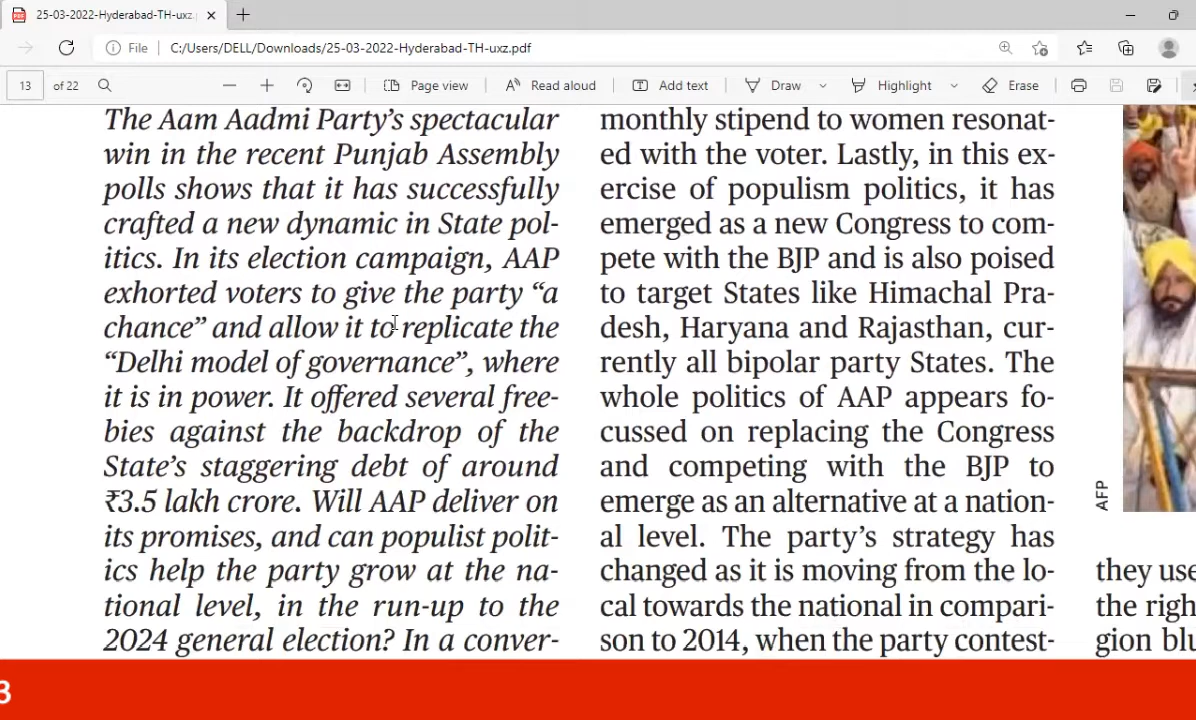 25-03-2022-Hyderabad-TH-uxz.
File
C:/Users/DELL/Downloads/25-03-2022-Hyderabad-TH-uxz.pdf
13 of 22
Page view
Read aloud
Add text
Draw
Highlight
Erase
The Aam Aadmi Party's spectacular
win in the recent Punjab Assembly
polls shows that it has successfully
crafted a new dynamic in State pol-
itics. In its election campaign, AAP
exhorted voters to give the party “a
chance” and allow it to replicate the
“Delhi model of governance”, where
it is in power. It offered several free-
bies against the backdrop of the
State's staggering debt of around
₹3.5 lakh crore. Will AAP deliver on
its promises, and can populist polit-
ics help the party grow at the na-
tional level, in the run-up to the
2024 general election? In a conver-
monthly stipend to women resonat-
ed with the voter. Lastly, in this ex-
ercise of populism politics, it has
emerged as a new Congress to com-
pete with the BJP and is also poised
to target States like Himachal Pra-
desh, Haryana and Rajasthan, cur-
rently all bipolar party States. The
whole politics of AAP appears fo-
cussed on replacing the Congress
and competing with the BJP to
emerge as an alternative at a nation-
al level. The party's strategy has
changed as it is moving from the lo-
cal towards the national in compari-
son to 2014, when the party contest-
AFP
they use
the righ
gion blu
3